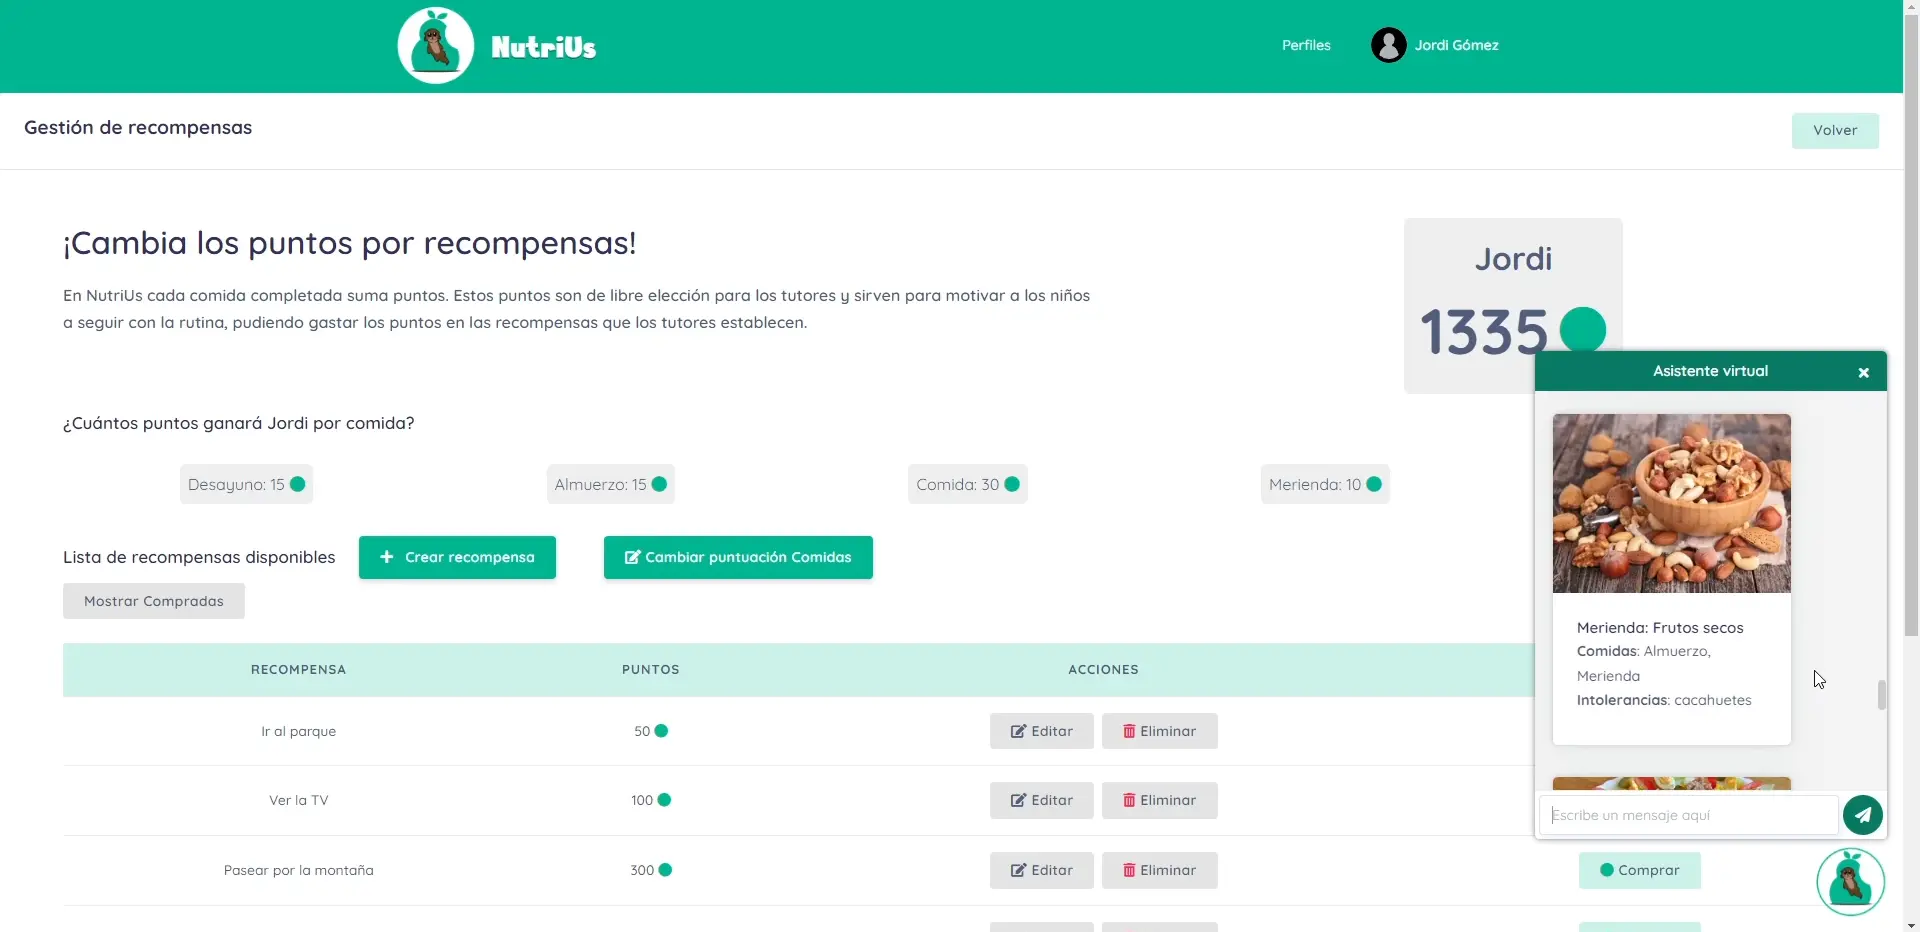 NutriUs
Perfiles
Jordi Gómez
Gestión de recompensas
Volver
¡Cambia los puntos por recompensas!
En NutriUs cada comida completada suma puntos. Estos puntos son de libre elección para los tutores y sirven para motivar a los niños
a seguir con la rutina, pudiendo gastar los puntos en las recompensas que los tutores establecen.
Jordi
1335
¿Cuántos puntos ganará Jordi por comida?
Desayuno: 15
Almuerzo: 15
Comida: 30
Merienda: 10
Lista de recompensas disponibles
Crear recompensa
Cambiar puntuación Comidas
Mostrar Compradas
RECOMPENSA
PUNTOS
ACCIONES
Ir al parque
50
Editar
Eliminar
Ver la TV
100
Editar
Eliminar
Pasear por la montaña
300
Editar
Eliminar
Comprar
Asistente virtual
Merienda: Frutos secos
Comidas: Almuerzo,
Merienda
Intolerancias: cacahuetes
Escribe un mensaje aquí